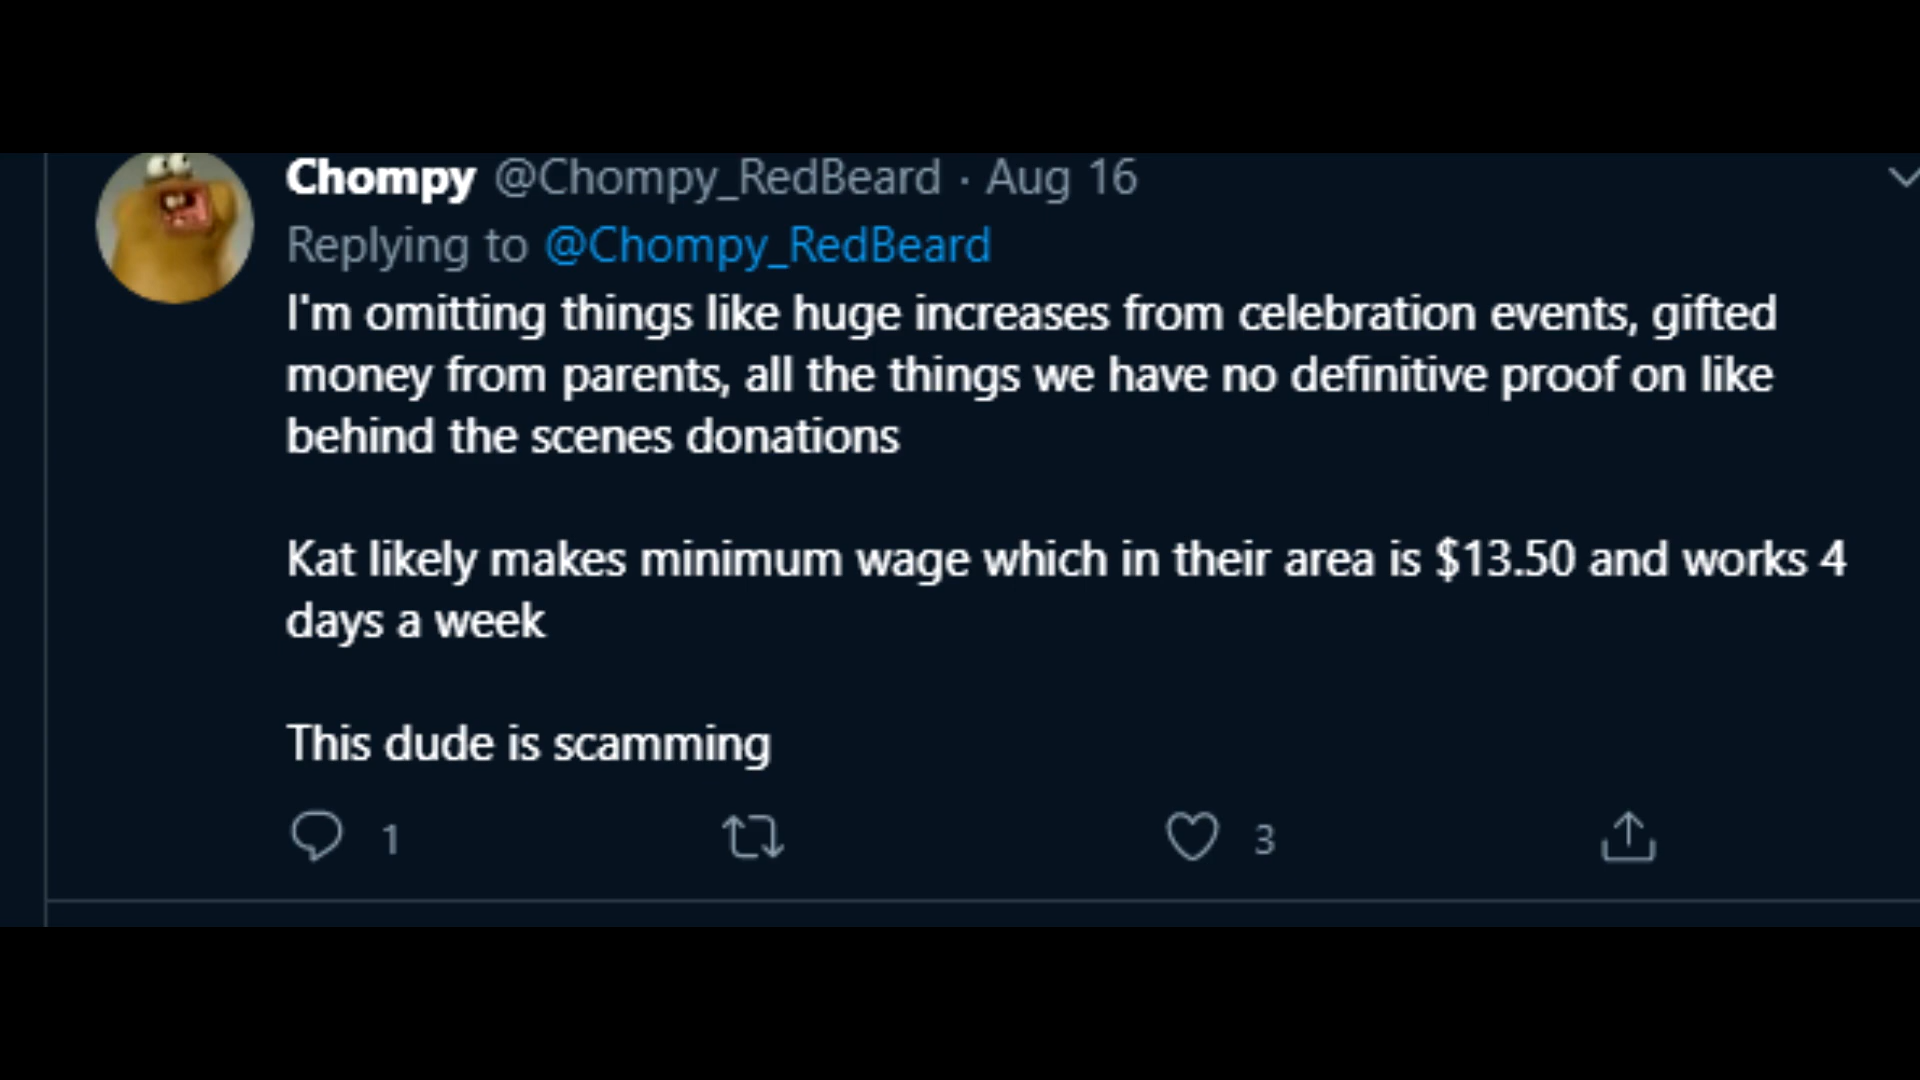 Chompy @Chompy_RedBeard · Aug 16
Replying to @Chompy_RedBeard
I'm omitting things like huge increases from celebration events, gifted
money from parents, all the things we have no definitive proof on like
behind the scenes donations
Kat likely makes minimum wage which in their area is $13.50 and works 4
days a week
This dude is scamming
1 3